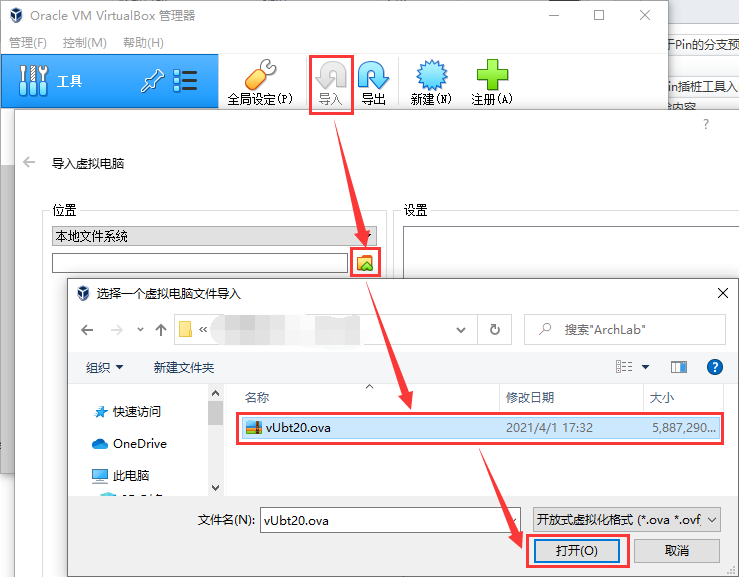 Oracle VM VirtualBox 管理器
管理(F) 控制(M) 帮助(H)
于Pin的分支预
工具
全局设定(P) 导入 导出 新建(N) 注册(A)
in插桩工具入
内容
?
导入虚拟电脑
位置 设置
本地文件系统
选择一个虚拟电脑文件导入
«
搜索"ArchLab"
组织 新建文件夹
?
名称 修改日期 大小
快速访问
vUbt20.ova 2021/4/1 17:32 5,887,290...
OneDrive
此电脑
文件名(N): vUbt20.ova 开放式虚拟化格式 (*.ova *.ovf)
打开(O) 取消